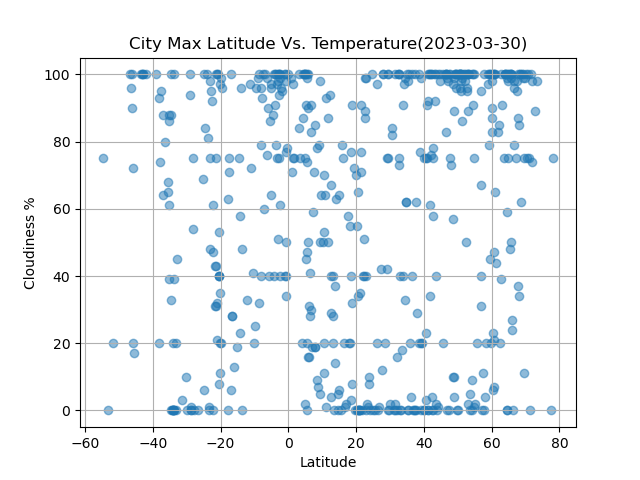 City Max Latitude Vs. Temperature(2023-03-30)
100
80
60
40
20
0
Cloudiness %
−60 −40 −20 0 20 40 60 80
Latitude